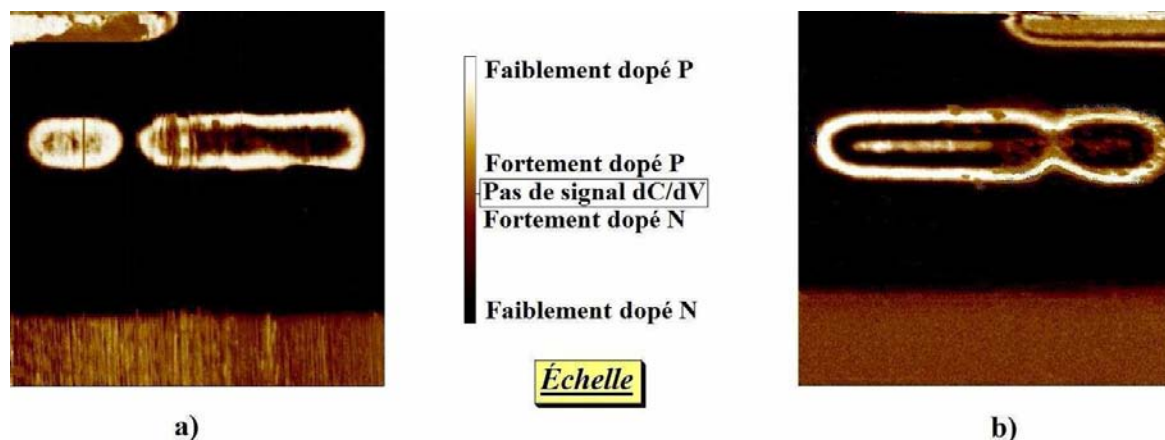 Faiblement dopé P
Fortement dopé P
Pas de signal dC/dV
Fortement dopé N
Faiblement dopé N
Échelle
a)
b)